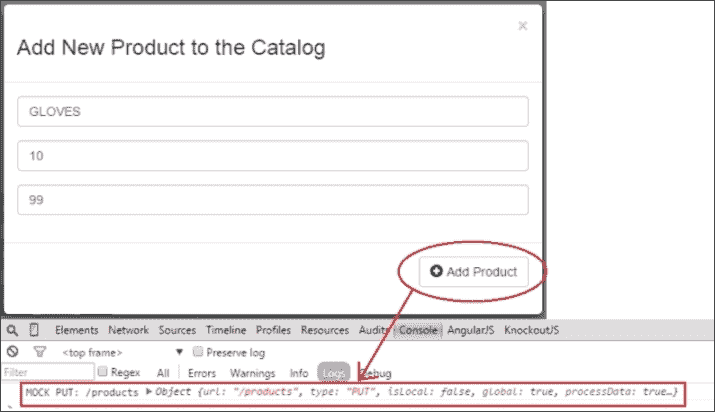 ×
Add New Product to the Catalog
GLOVES
10
99
Add Product
Elements Network Sources Timeline Profiles Resources Audits Console AngularJS KnockoutJS
<top frame> ▼ Preserve log
Filter Regex All Errors Warnings Info Logs Debug
MOCK PUT: /products ▶ Object {url: "/products", type: "PUT", islocal: false, global: true, processData: true…}